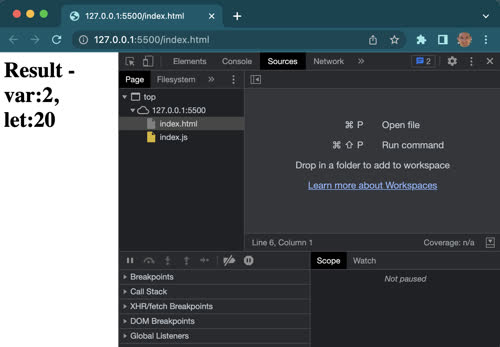 127.0.0.1:5500/index.html
127.0.0.1:5500/index.html
Result -
var:2,
let:20
Elements Console Sources Network » 2
Page Filesystem »
top
127.0.0.1:5500
index.html
index.js
⌘ P Open file
⌘ ⇧ P Run command
Drop in a folder to add to workspace
Learn more about Workspaces
Line 6, Column 1 Coverage: n/a
Scope Watch
Breakpoints
Call Stack
XHR/fetch Breakpoints
DOM Breakpoints
Global Listeners
Not paused